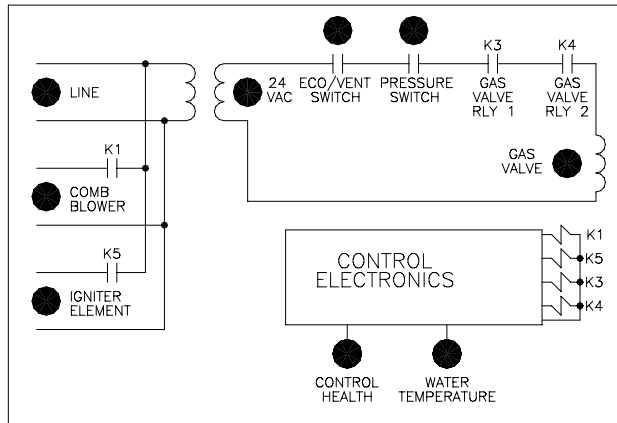 K3
K4
LINE
24
VAC
ECO/VENT
SWITCH
PRESSURE
SWITCH
GAS
VALVE
RLY 1
GAS
VALVE
RLY 2
K1
COMB
BLOWER
GAS
VALVE
K5
IGNITER
ELEMENT
CONTROL
ELECTRONICS
K1
K5
K3
K4
CONTROL
HEALTH
WATER
TEMPERATURE